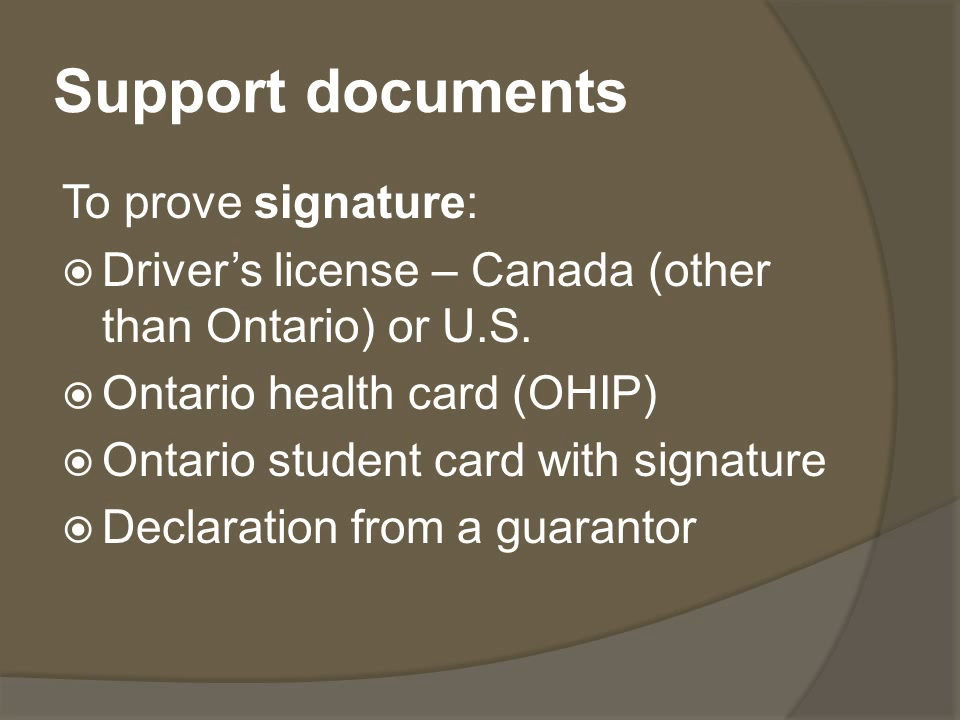 Support documents
To prove signature:
Driver’s license – Canada (other
than Ontario) or U.S.
Ontario health card (OHIP)
Ontario student card with signature
Declaration from a guarantor